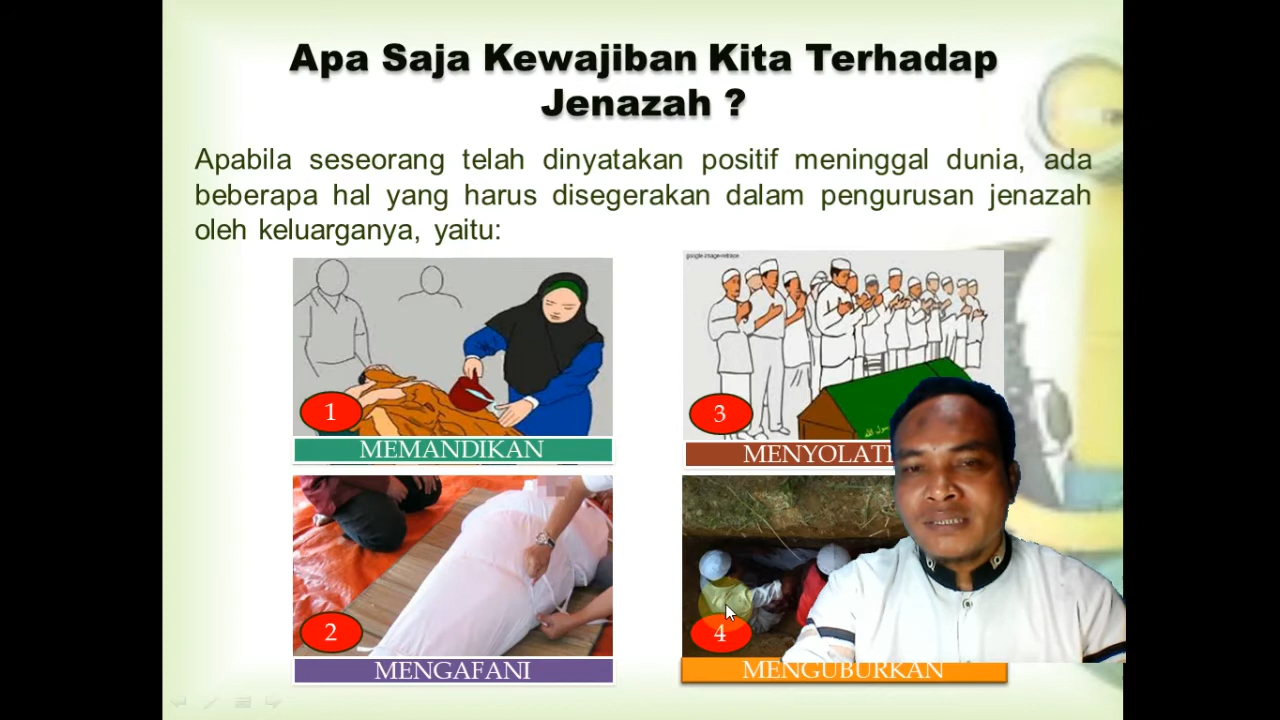 Apa Saja Kewajiban Kita Terhadap
Jenazah ?
Apabila seseorang telah dinyatakan positif meninggal dunia, ada
beberapa hal yang harus disegerakan dalam pengurusan jenazah
oleh keluarganya, yaitu:
1
MEMANDIKAN
3
MENYOLATI
2
MENGAFANI
4
MENGUBURKAN